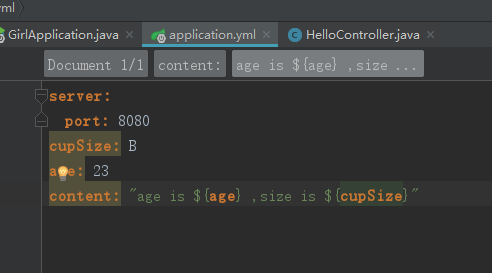 ml
GirlApplication.java × application.yml × HelloController.java ×
Document 1/1 content: age is ${age} ,size ...
server:
port: 8080
cupSize: B
age: 23
content: "age is ${age} ,size is ${cupSize}"